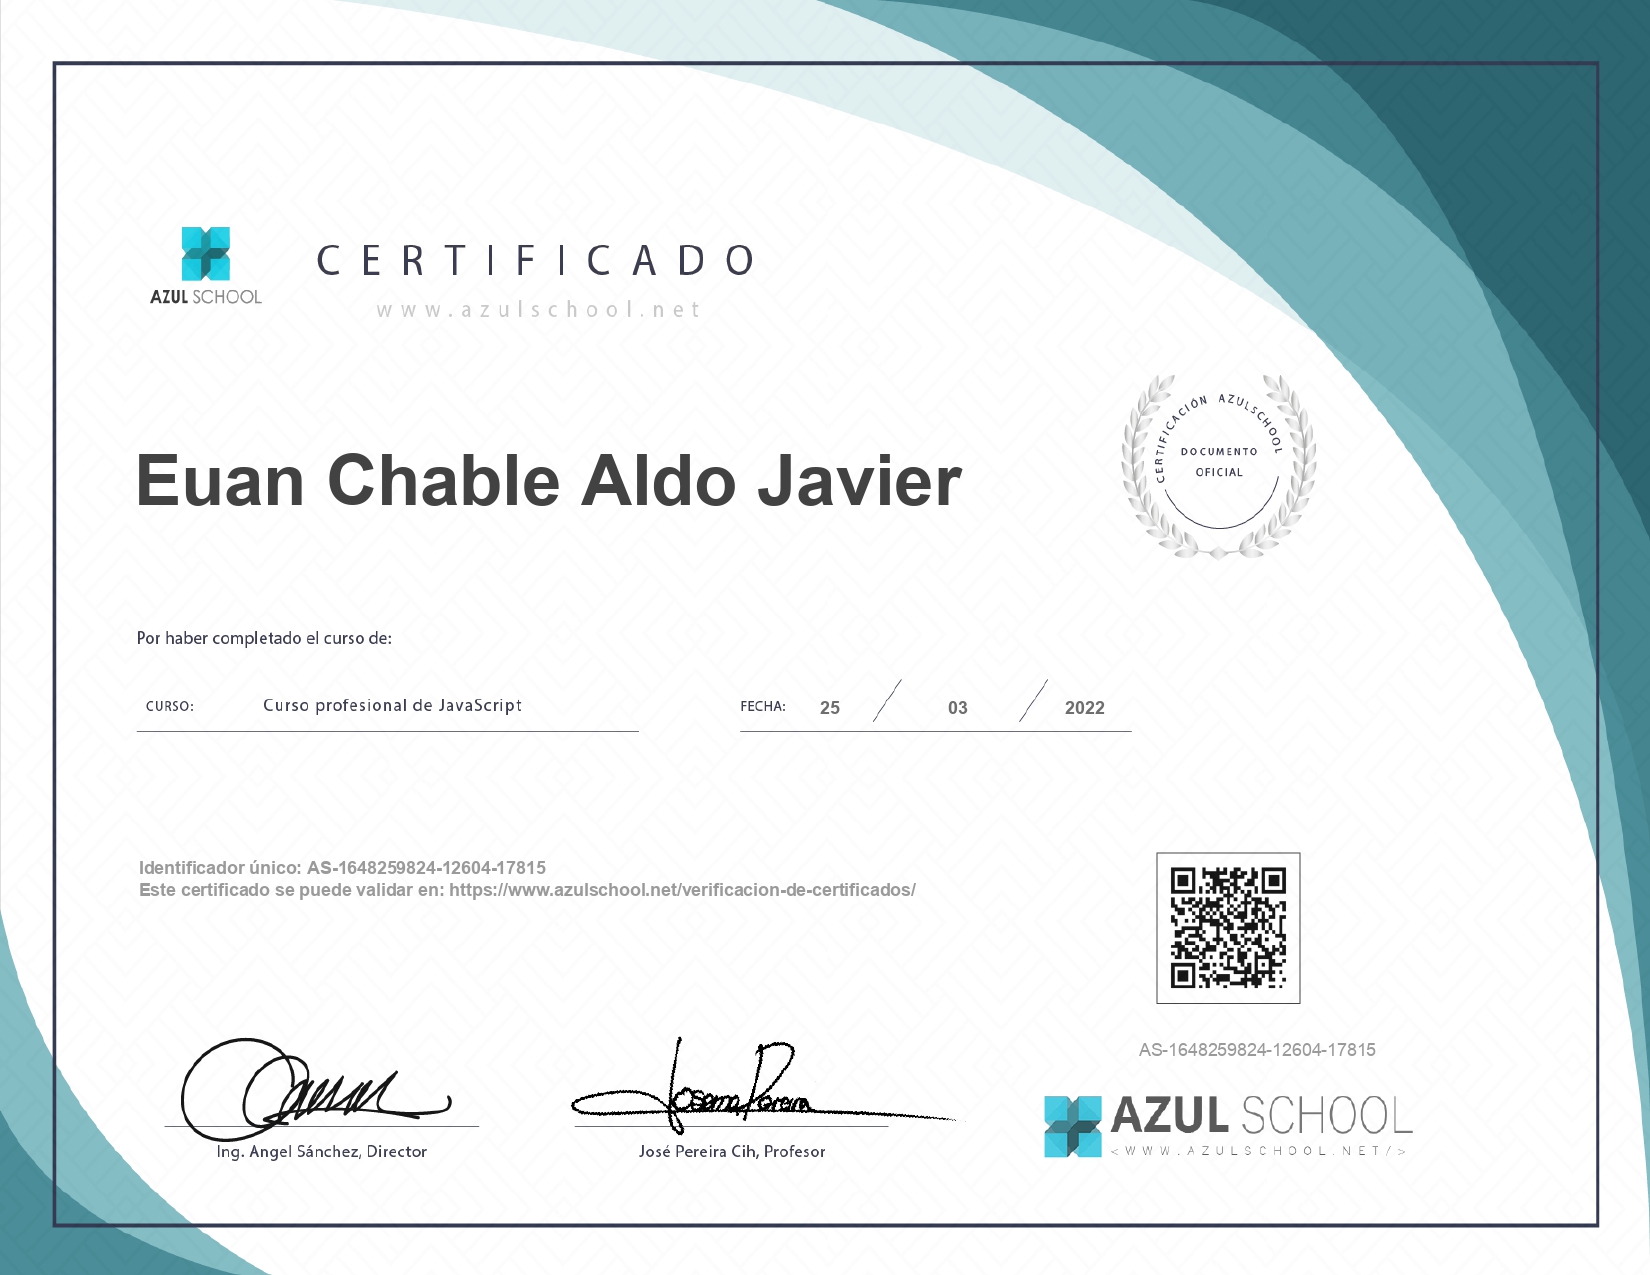 AZUL SCHOOL
CERTIFICADO
www.azulschool.net
CERTIFICACIÓN AZULSCHOOL
DOCUMENTO
OFICIAL
Euan Chable Aldo Javier
Por haber completado el curso de:
CURSO: Curso profesional de JavaScript
FECHA: 25 / 03 / 2022
Identificador único: AS-1648259824-12604-17815
Este certificado se puede validar en: https://www.azulschool.net/verificacion-de-certificados/
AS-1648259824-12604-17815
Josema Pereira
Ing. Angel Sánchez, Director
José Pereira Cih, Profesor
AZUL SCHOOL
<WWW.AZULSCHOOL.NET/>